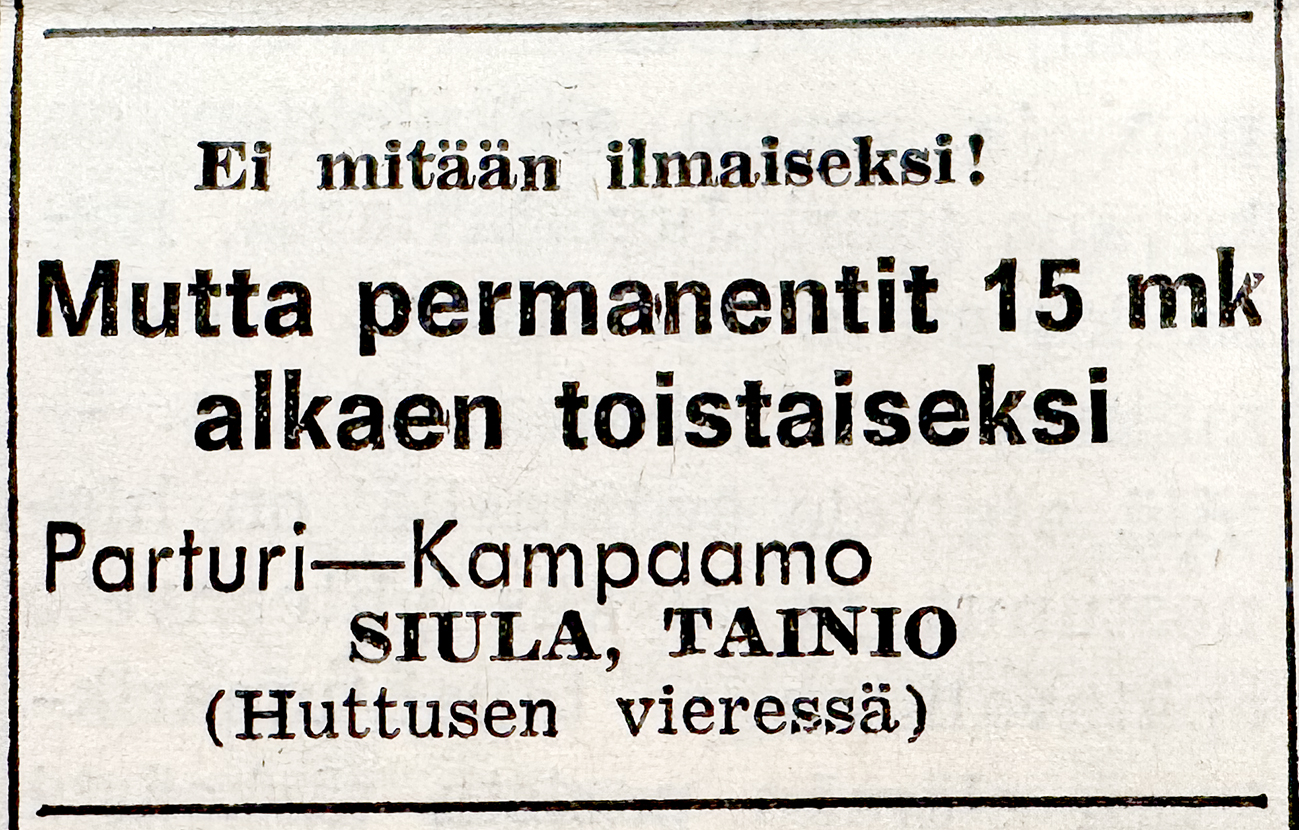 Ei mitään ilmaiseksi!
Mutta permanentit 15 mk
alkaen toistaiseksi
Parturi—Kampaamo
SIULA, TAINIO
(Huttusen vieressä)